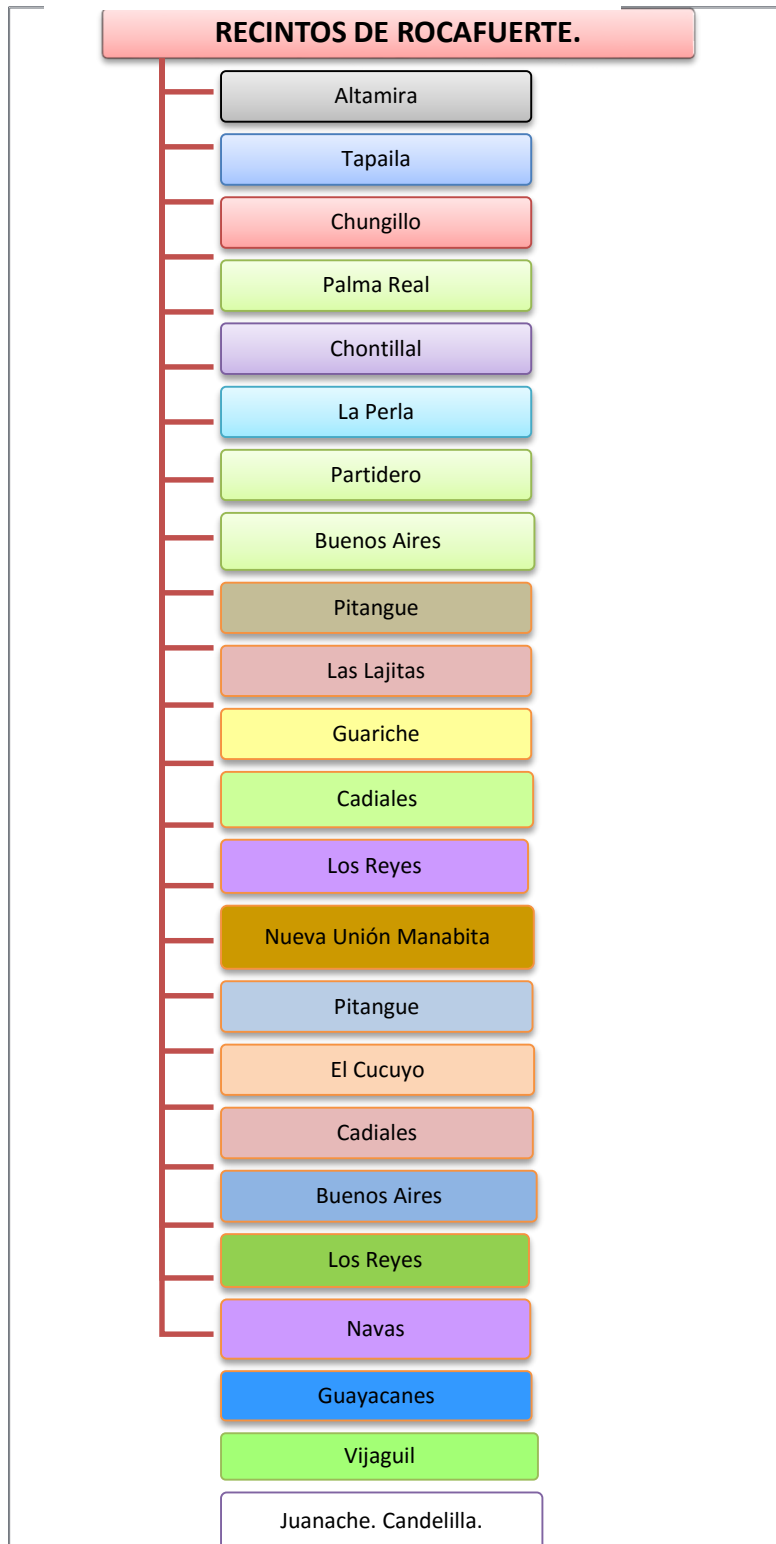 RECINTOS DE ROCAFUERTE.
Altamira
Tapaila
Chungillo
Palma Real
Chontillal
La Perla
Partidero
Buenos Aires
Pitangue
Las Lajitas
Guariche
Cadiales
Los Reyes
Nueva Unión Manabita
Pitangue
El Cucuyo
Cadiales
Buenos Aires
Los Reyes
Navas
Guayacanes
Vijaguil
Juanache. Candelilla.